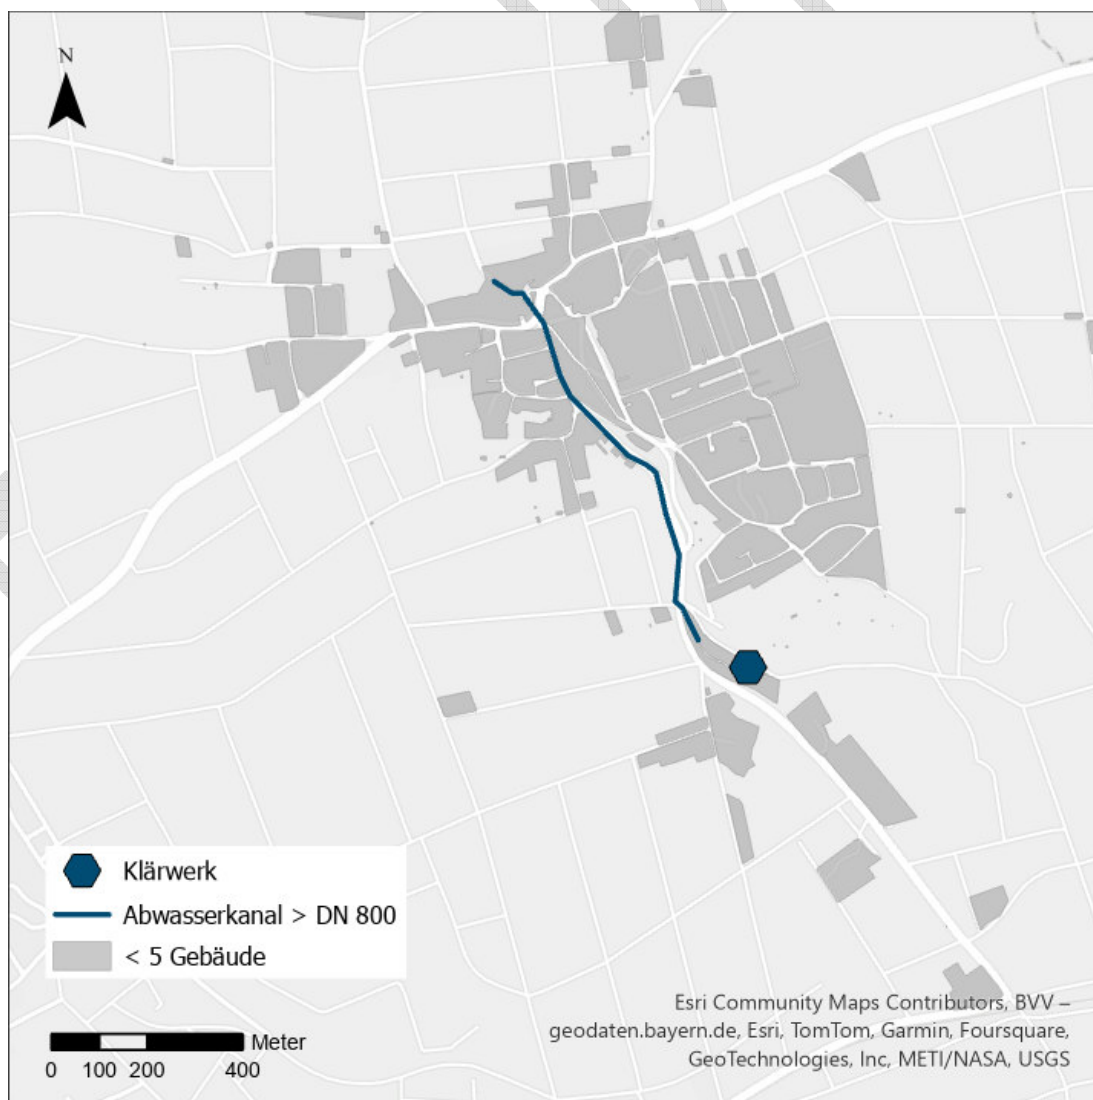 N
Klärwerk
Abwasserkanal > DN 800
< 5 Gebäude
Meter
0 100 200 400
Esri Community Maps Contributors, BVV –
geodaten.bayern.de, Esri, TomTom, Garmin, Foursquare,
GeoTechnologies, Inc, METI/NASA, USGS